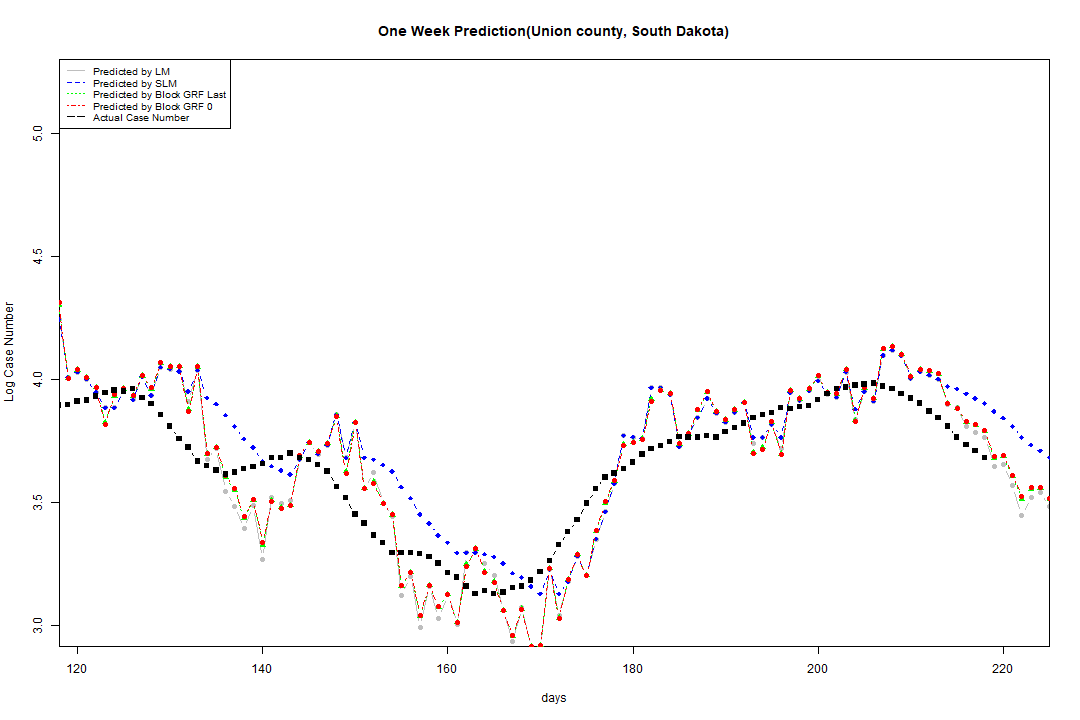 One Week Prediction(Union county, South Dakota)
Predicted by LM
Predicted by SLM
Predicted by Block GRF Last
Predicted by Block GRF 0
Actual Case Number
Log Case Number
5.0
4.5
4.0
3.5
3.0
120 140 160 180 200 220
days